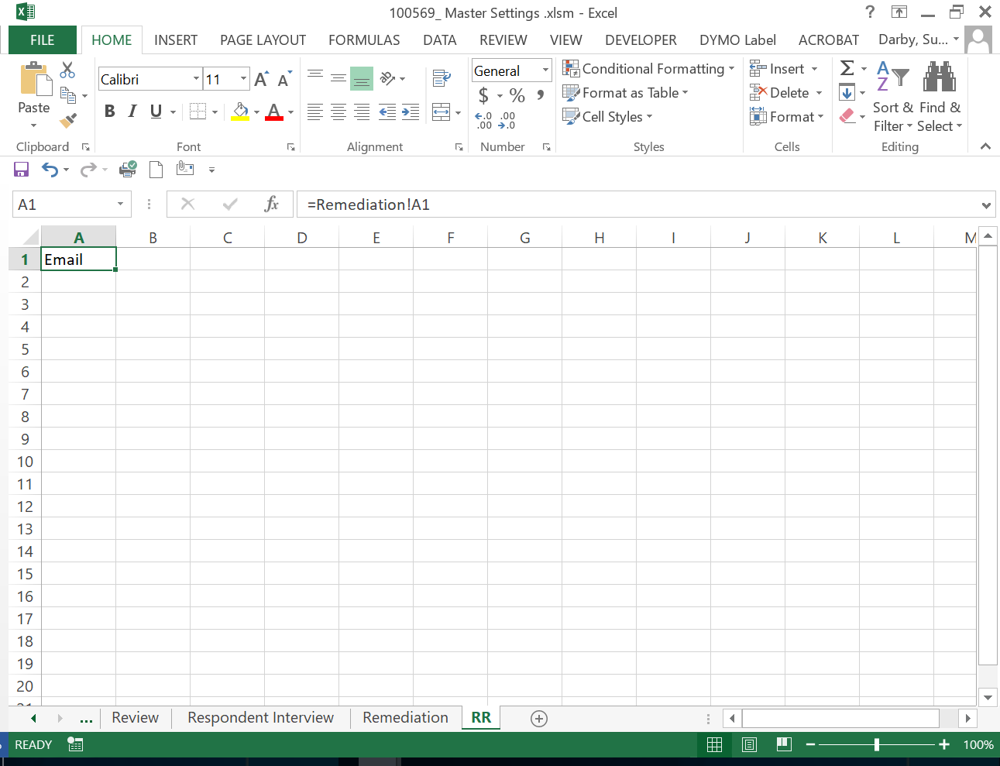 100569_ Master Settings .xlsm - Excel
?
FILE HOME INSERT PAGE LAYOUT FORMULAS DATA REVIEW VIEW DEVELOPER DYMO Label ACROBAT Darby, Su...
Paste
Clipboard
Calibri 11 A A
B I U A
Font
Alignment
General
$ % ,
.0 .00
.00 .0
Number
Conditional Formatting
Format as Table
Cell Styles
Styles
Insert
Delete
Format
Cells
Σ
A
Z
Sort & Filter
Find & Select
Editing
A1 fx =Remediation!A1
A B C D E F G H I J K L M
1 Email
2
3
4
5
6
7
8
9
10
11
12
13
14
15
16
17
18
19
20
... Review Respondent Interview Remediation RR
READY 100%